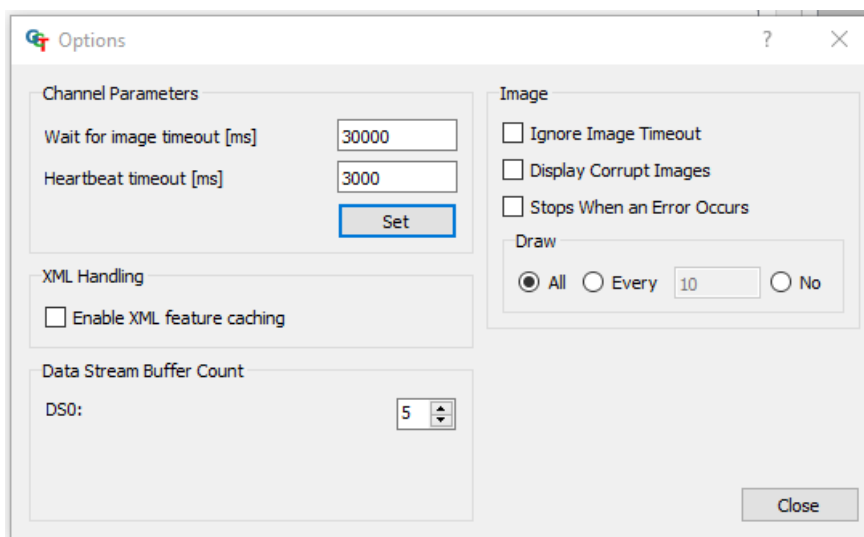 Options
Channel Parameters
Wait for image timeout [ms] 30000
Heartbeat timeout [ms] 3000
Set
XML Handling
Enable XML feature caching
Data Stream Buffer Count
DS0: 5
Image
Ignore Image Timeout
Display Corrupt Images
Stops When an Error Occurs
Draw
All Every 10 No
Close